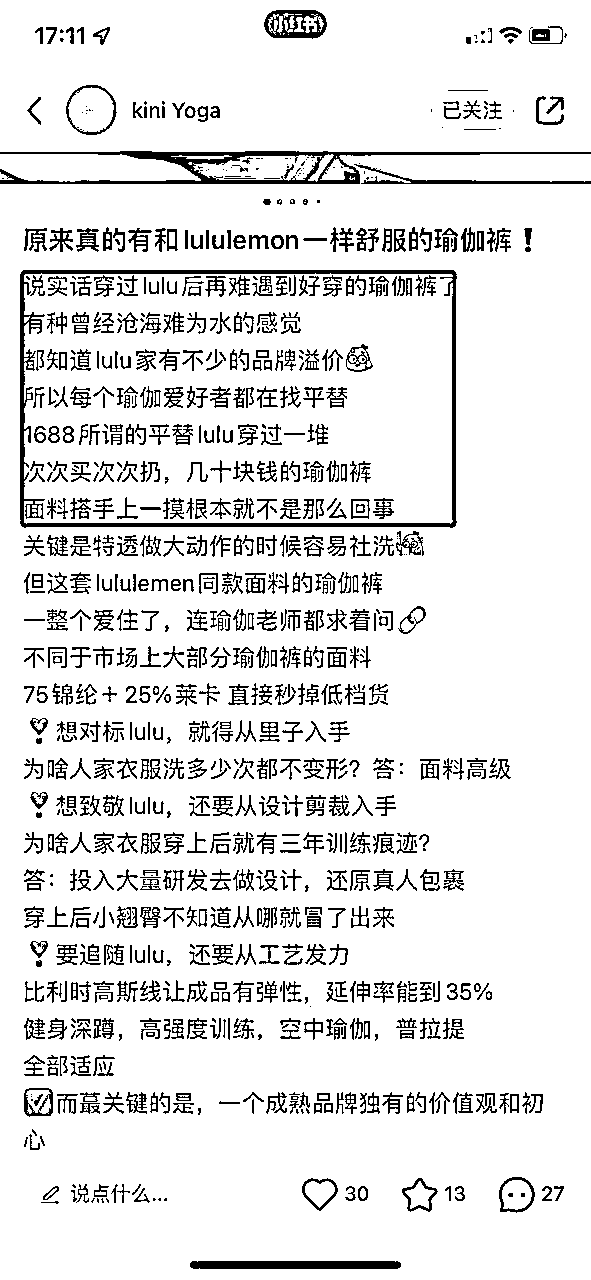 17:11
小红书
kini Yoga
已关注
原来真的有和lululemon一样舒服的瑜伽裤!
说实话穿过lulu后再难遇到好穿的瑜伽裤了
有种曾经沧海难为水的感觉
都知道lulu家有不少的品牌溢价
所以每个瑜伽爱好者都在找平替
1688所谓的平替lulu穿过一堆
次次买次次扔，几十块钱的瑜伽裤
面料搭手上一摸根本就不是那么回事
关键是特透做大动作的时候容易社洗
但这套lululemen同款面料的瑜伽裤
一整个爱住了，连瑜伽老师都求着问🔗
不同于市场上大部分瑜伽裤的面料
75锦纶＋25%莱卡 直接秒掉低档货
想对标lulu，就得从里子入手
为啥人家衣服洗多少次都不变形？答：面料高级
想致敬lulu，还要从设计剪裁入手
为啥人家衣服穿上后就有三年训练痕迹？
答：投入大量研发去做设计，还原真人包裹
穿上后小翘臀不知道从哪就冒了出来
要追随lulu，还要从工艺发力
比利时高斯线让成品有弹性，延伸率能到35%
健身深蹲，高强度训练，空中瑜伽，普拉提
全部适应
而蕞关键的是，一个成熟品牌独有的价值观和初
心
说点什么...
30
13
27